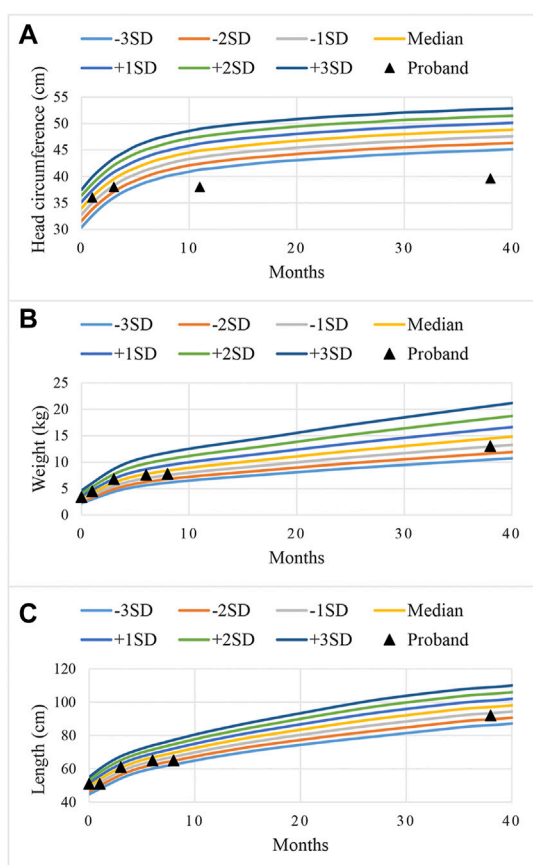 A
-3SD -2SD -1SD Median
+1SD +2SD +3SD Proband
Head circumference (cm)
55
50
45
40
35
30
0 10 20 30 40
Months
B
-3SD -2SD -1SD Median
+1SD +2SD +3SD Proband
Weight (kg)
25
20
15
10
5
0
0 10 20 30 40
Months
C
-3SD -2SD -1SD Median
+1SD +2SD +3SD Proband
Length (cm)
120
100
80
60
40
0 10 20 30 40
Months